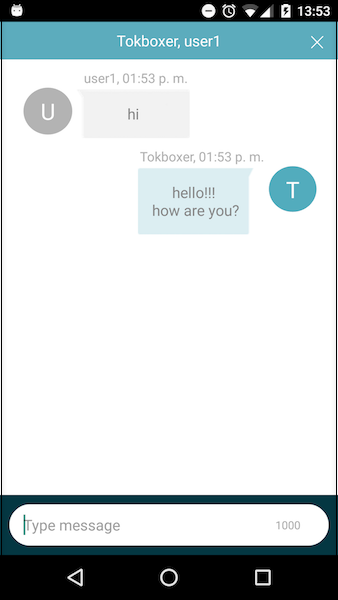 13:53
Tokboxer, user1
user1, 01:53 p. m.
U
hi
Tokboxer, 01:53 p. m.
hello!!!
how are you?
T
Type message
1000